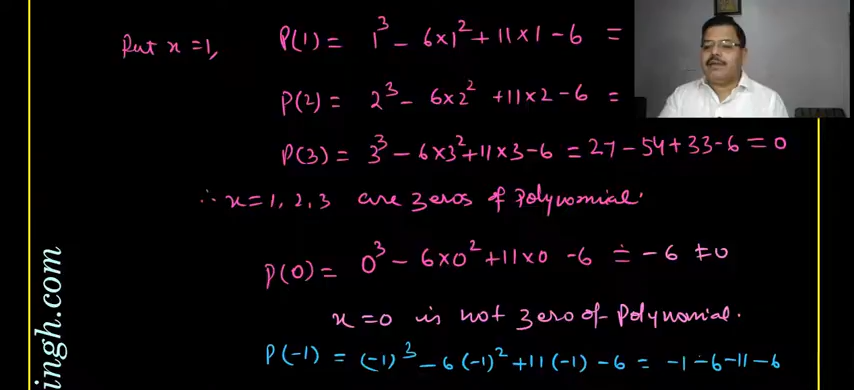 Put x = 1, P(1) = 1³ - 6×1² + 11×1 - 6 =
P(2) = 2³ - 6×2² + 11×2 - 6 =
P(3) = 3³ - 6×3² + 11×3 - 6 = 27 - 54 + 33 - 6 = 0
∴ x = 1, 2, 3 are zeros of Polynomial.
P(0) = 0³ - 6×0² + 11×0 - 6 = -6 ≠ 0
x = 0 is not zero of Polynomial.
P(-1) = (-1)³ - 6(-1)² + 11(-1) - 6 = -1 - 6 - 11 - 6
ingh.com